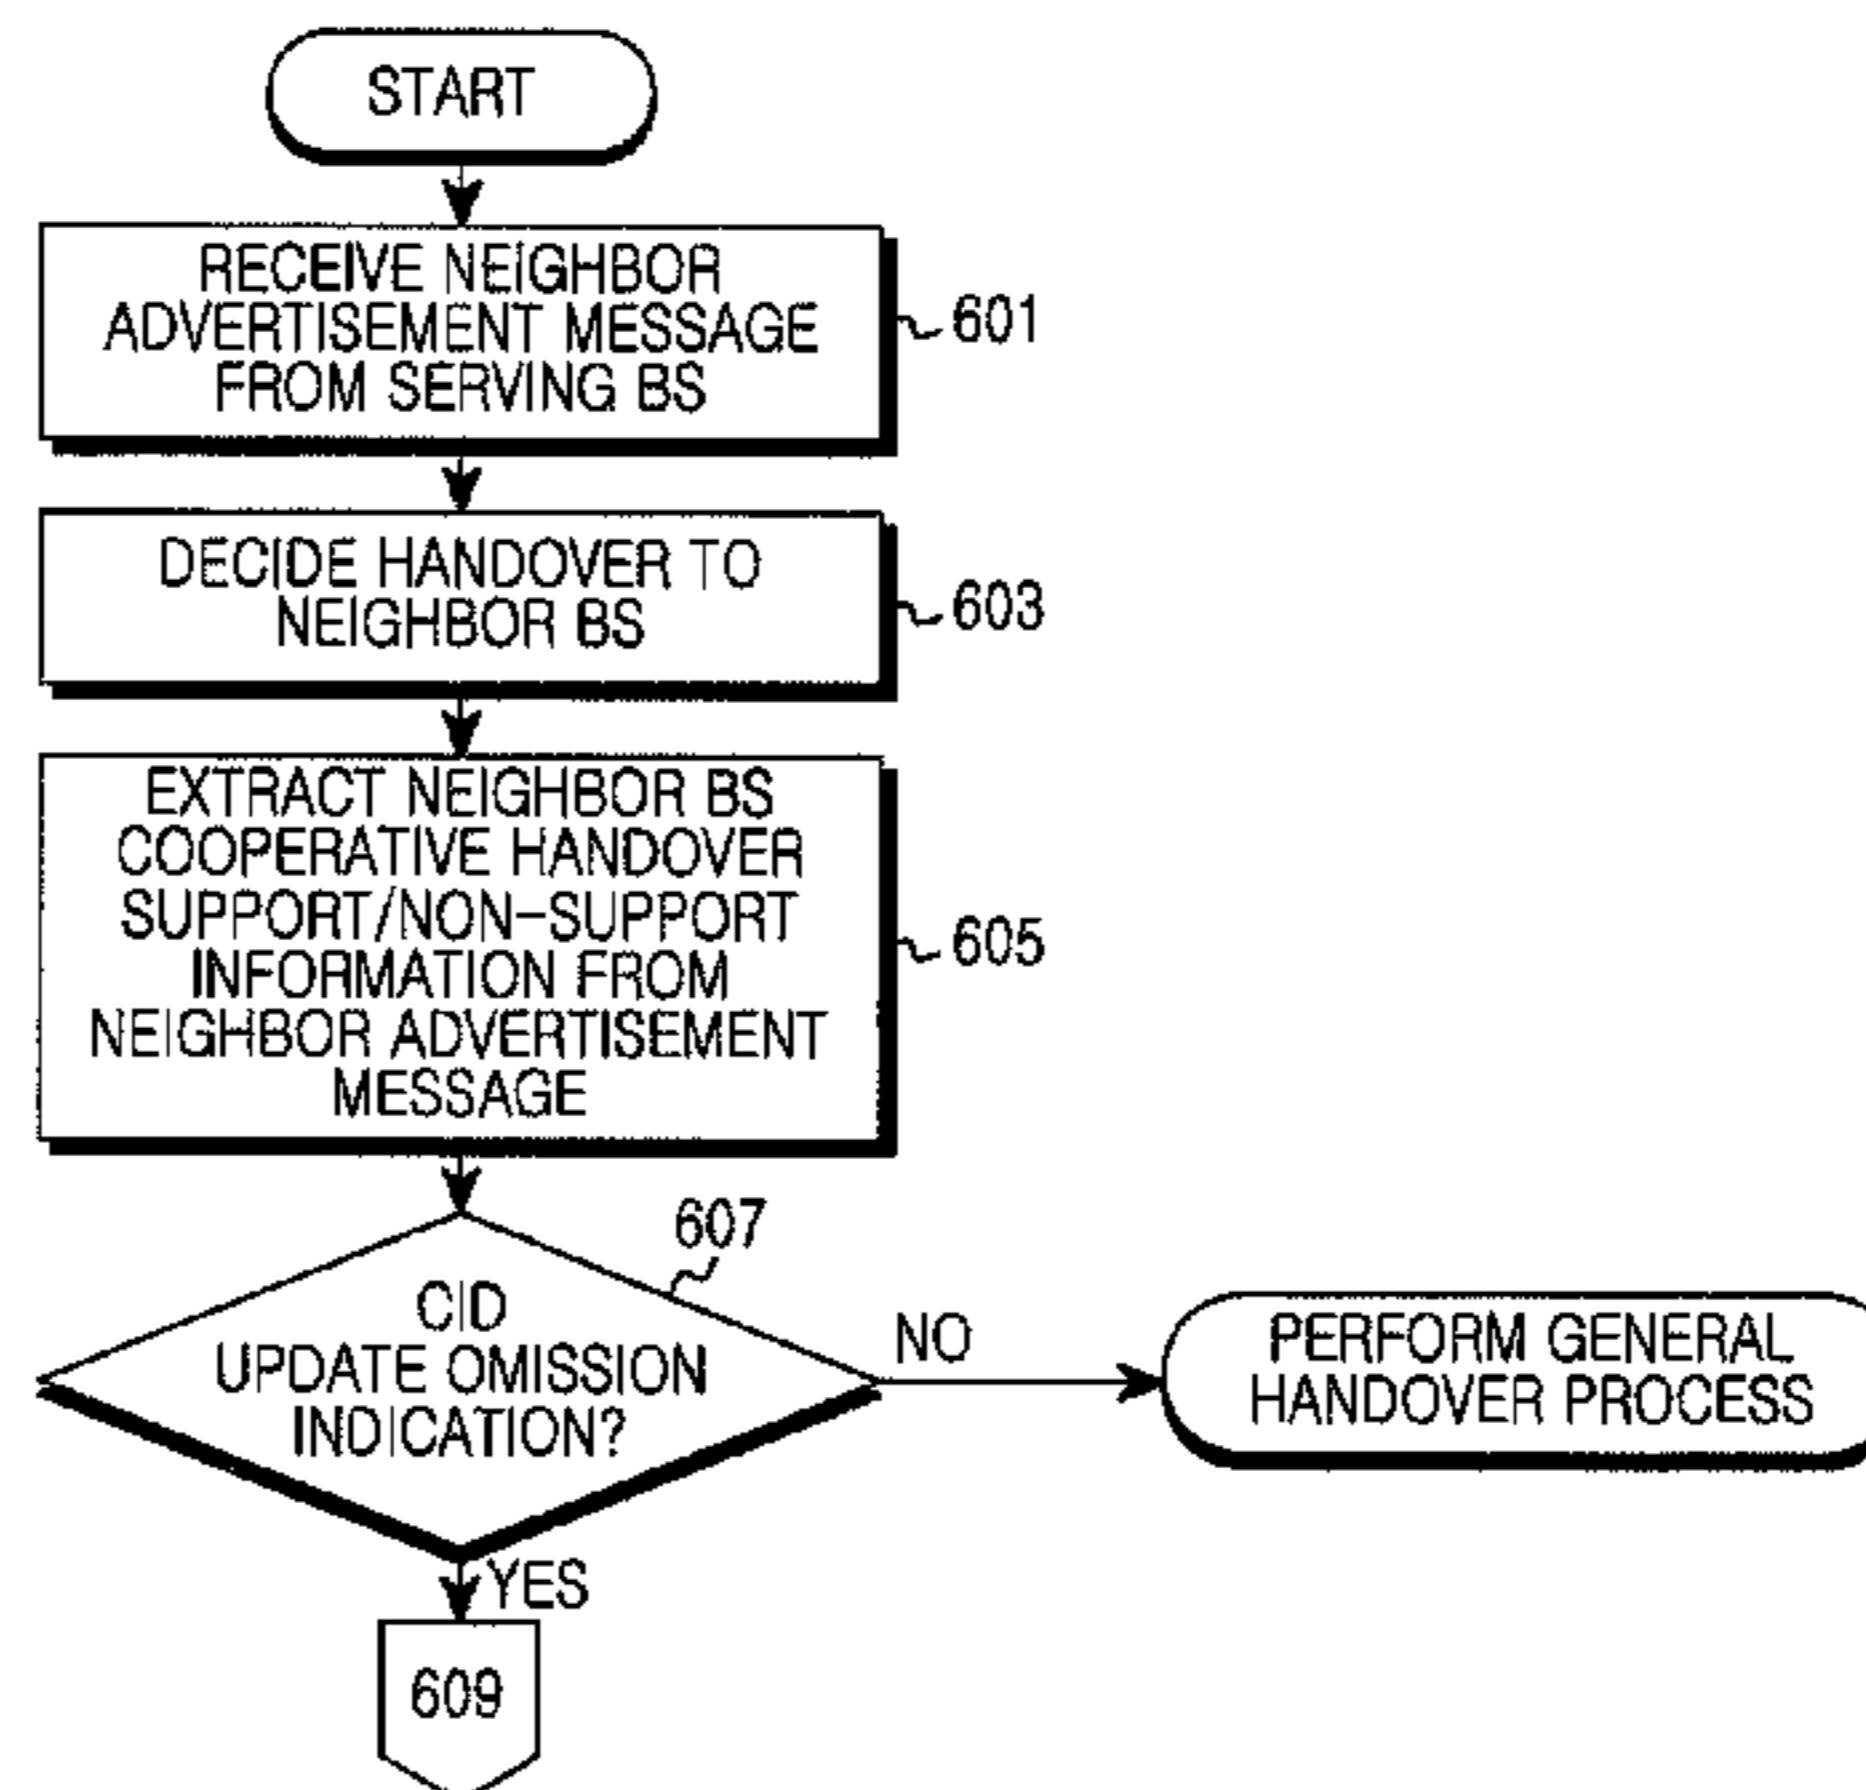 START
RECEIVE NEIGHBOR
ADVERTISEMENT MESSAGE
FROM SERVING BS
601
DECIDE HANDOVER TO
NEIGHBOR BS
603
EXTRACT NEIGHBOR BS
COOPERATIVE HANDOVER
SUPPORT/NON-SUPPORT
INFORMATION FROM
NEIGHBOR ADVERTISEMENT
MESSAGE
605
607
CID
UPDATE OMISSION
INDICATION?
NO
PERFORM GENERAL
HANDOVER PROCESS
YES
609